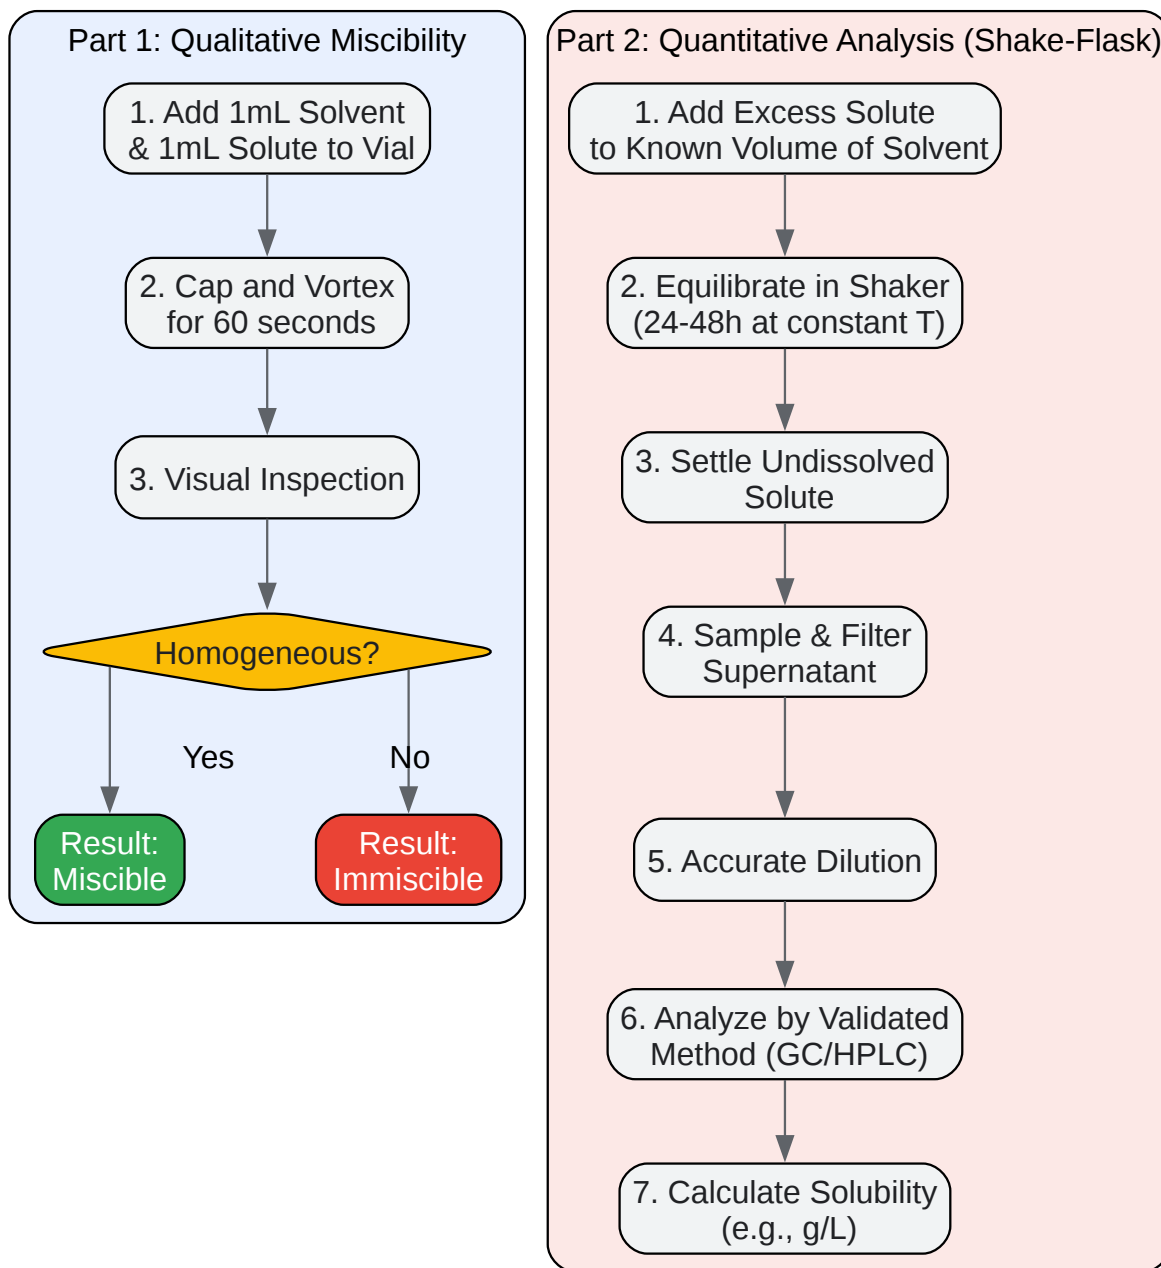 Part 1: Qualitative Miscibility
1. Add 1mL Solvent
& 1mL Solute to Vial
2. Cap and Vortex
for 60 seconds
3. Visual Inspection
Homogeneous?
Yes
No
Result:
Miscible
Result:
Immiscible
Part 2: Quantitative Analysis (Shake-Flask)
1. Add Excess Solute
to Known Volume of Solvent
2. Equilibrate in Shaker
(24-48h at constant T)
3. Settle Undissolved
Solute
4. Sample & Filter
Supernatant
5. Accurate Dilution
6. Analyze by Validated
Method (GC/HPLC)
7. Calculate Solubility
(e.g., g/L)